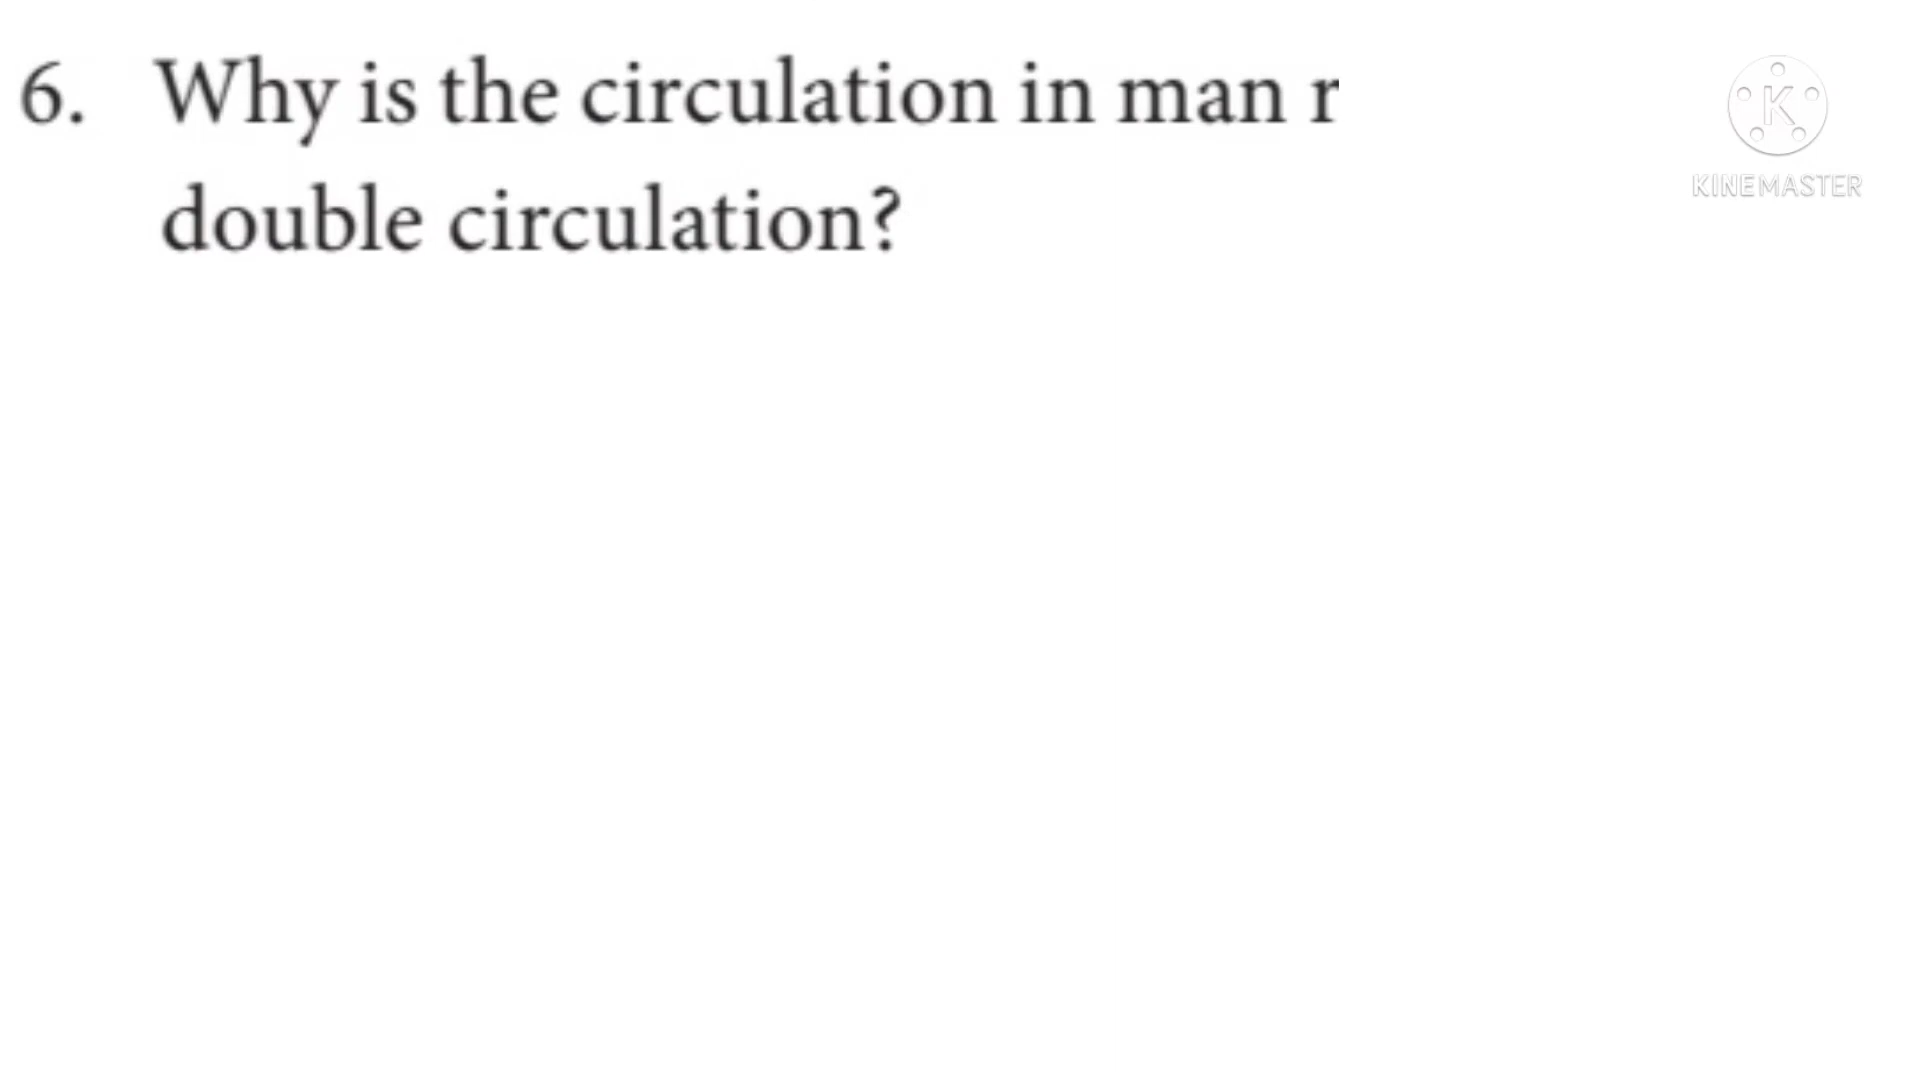 6. Why is the circulation in man r
double circulation?
K
KINEMASTER